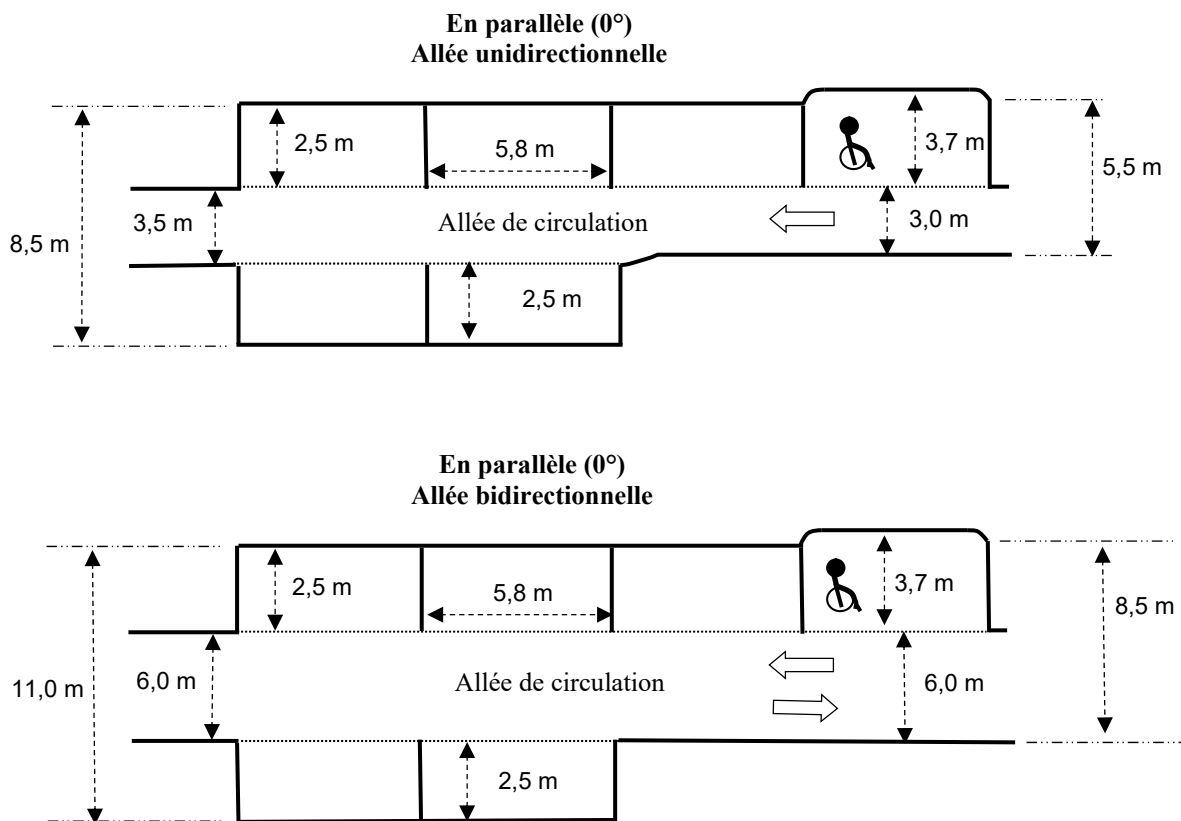 En parallèle (0°)
Allée unidirectionnelle
2,5 m
5,8 m
3,7 m
5,5 m
3,5 m
Allée de circulation
3,0 m
8,5 m
2,5 m
En parallèle (0°)
Allée bidirectionnelle
2,5 m
5,8 m
3,7 m
8,5 m
11,0 m
6,0 m
Allée de circulation
6,0 m
2,5 m